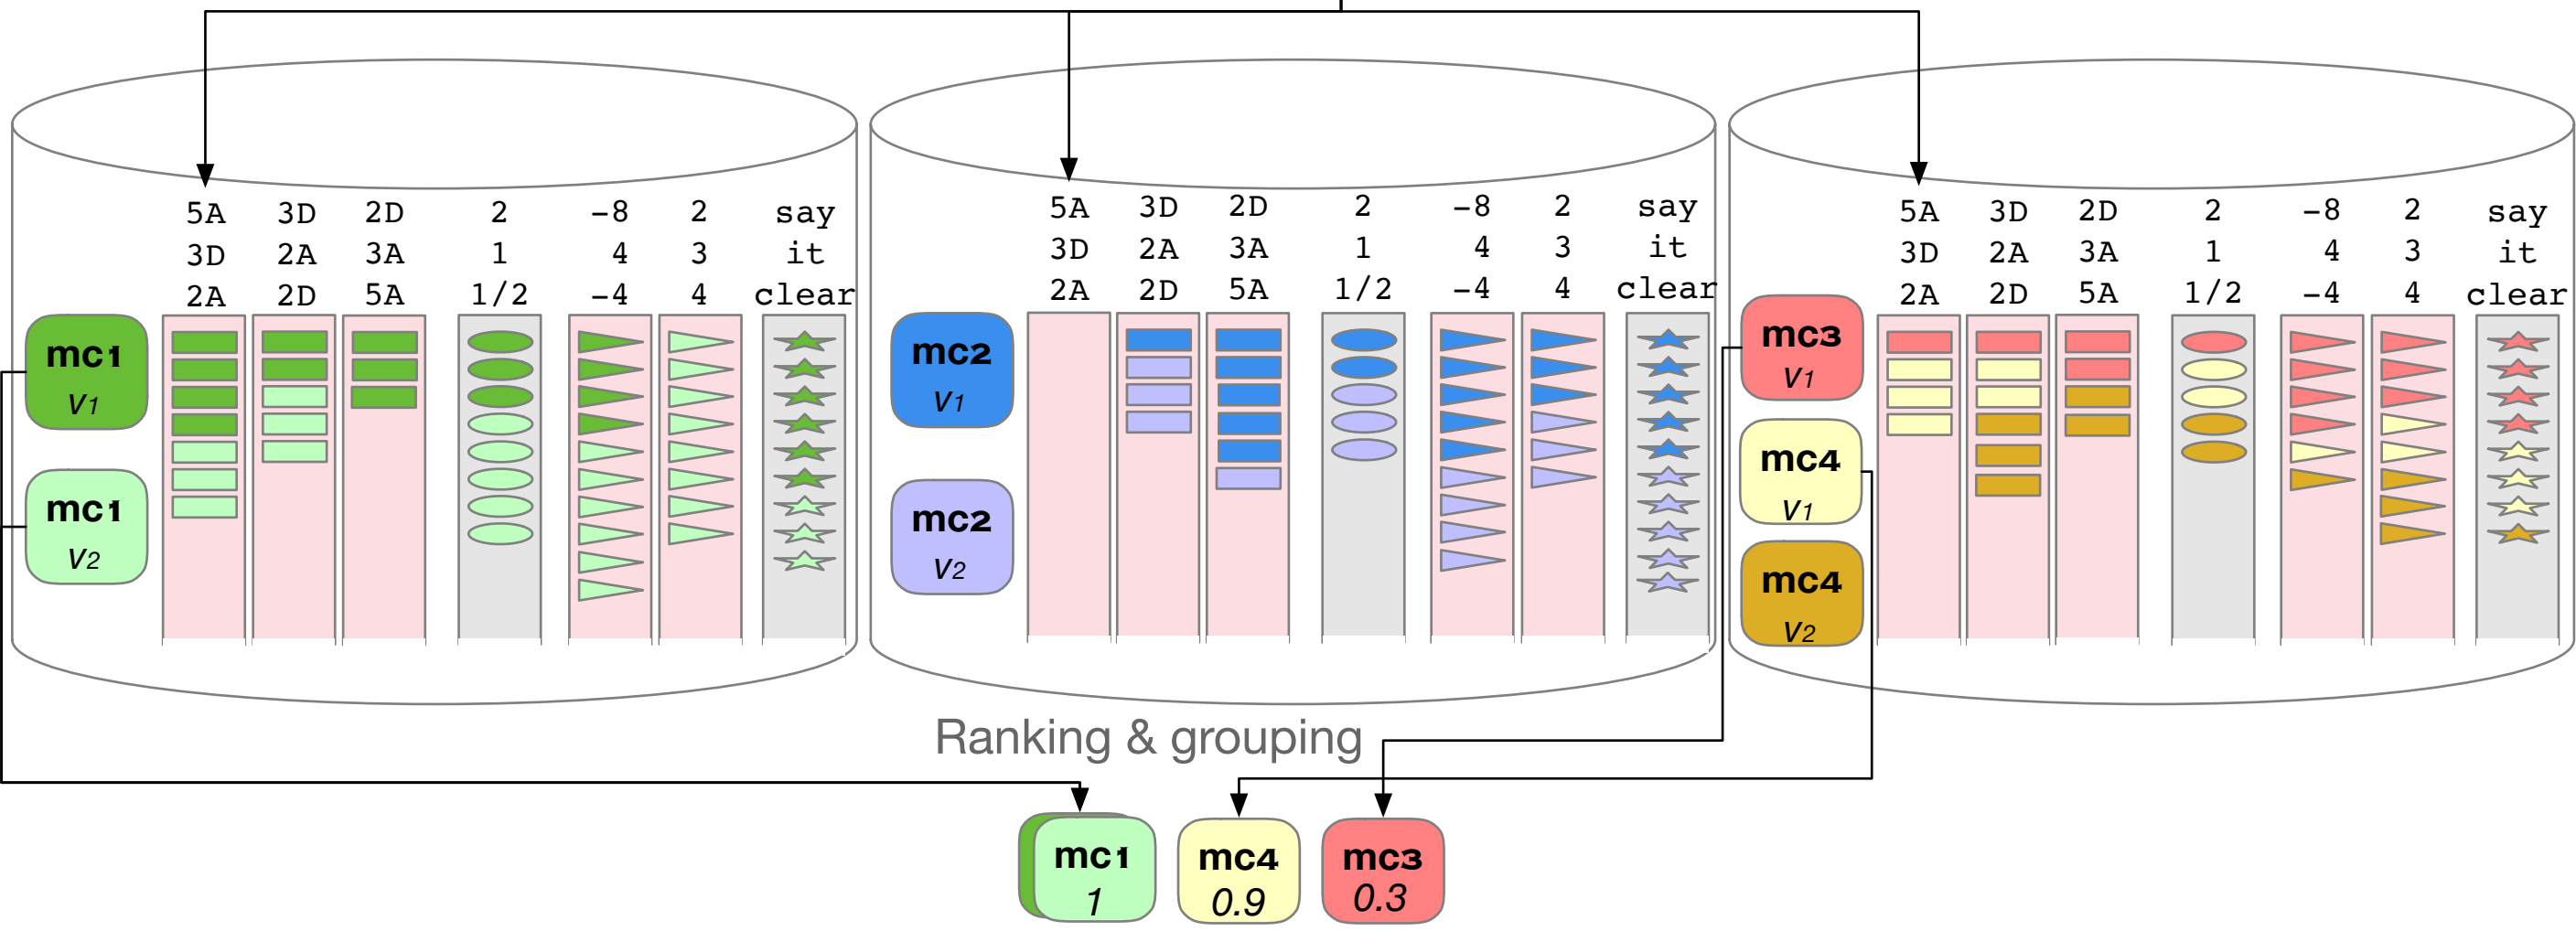 5A 3D 2D 2 -8 2 say
3D 2A 3A 1 4 3 it
2A 2D 5A 1/2 -4 4 clear
mc1
v1
mc1
v2
5A 3D 2D 2 -8 2 say
3D 2A 3A 1 4 3 it
2A 2D 5A 1/2 -4 4 clear
mc2
v1
mc2
v2
5A 3D 2D 2 -8 2 say
3D 2A 3A 1 4 3 it
2A 2D 5A 1/2 -4 4 clear
mc3
v1
mc4
v1
mc4
v2
Ranking & grouping
mc1
1
mc4
0.9
mc3
0.3